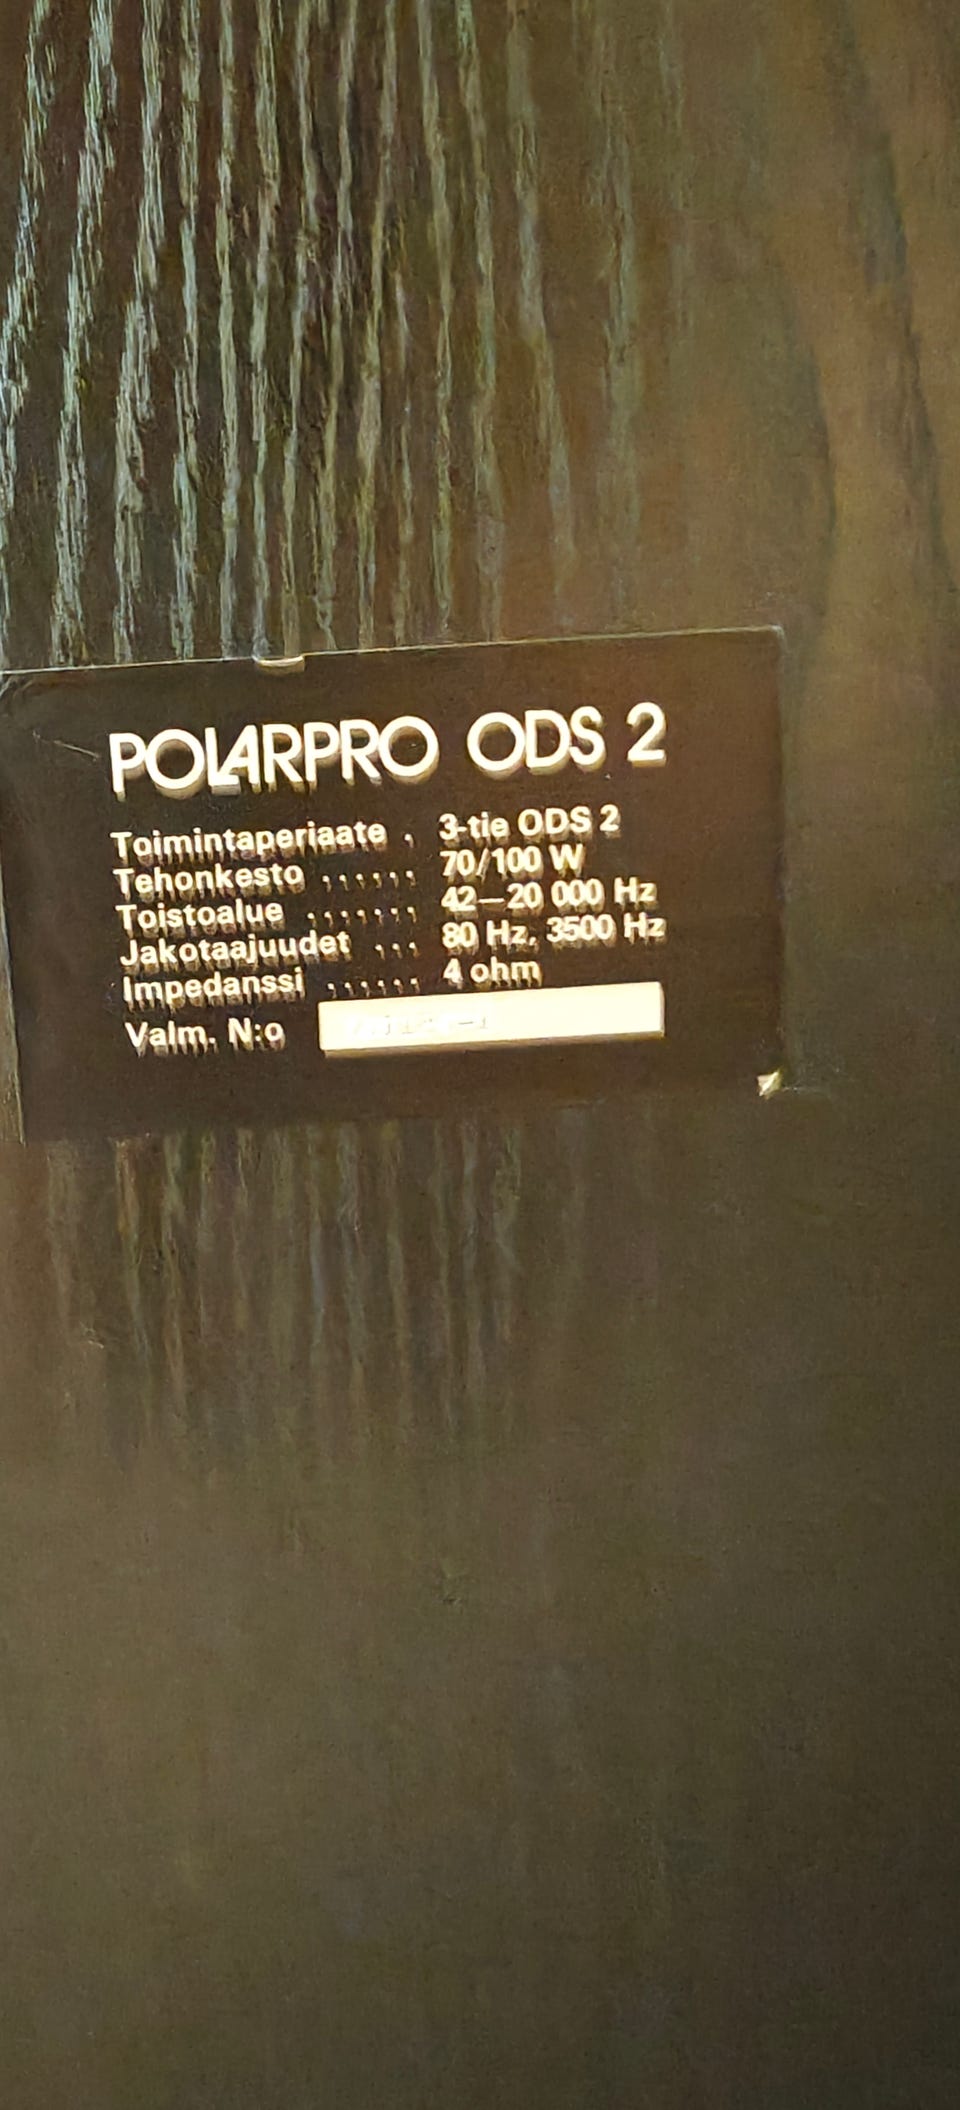 POLARPRO ODS 2
Toimintaperiaate . 3-tie ODS 2
Tehonkesto ...... 70/100 W
Toistoalue ....... 42—20 000 Hz
Jakotaajuudet ... 80 Hz, 3500 Hz
Impedanssi ...... 4 ohm
Valm. N:o